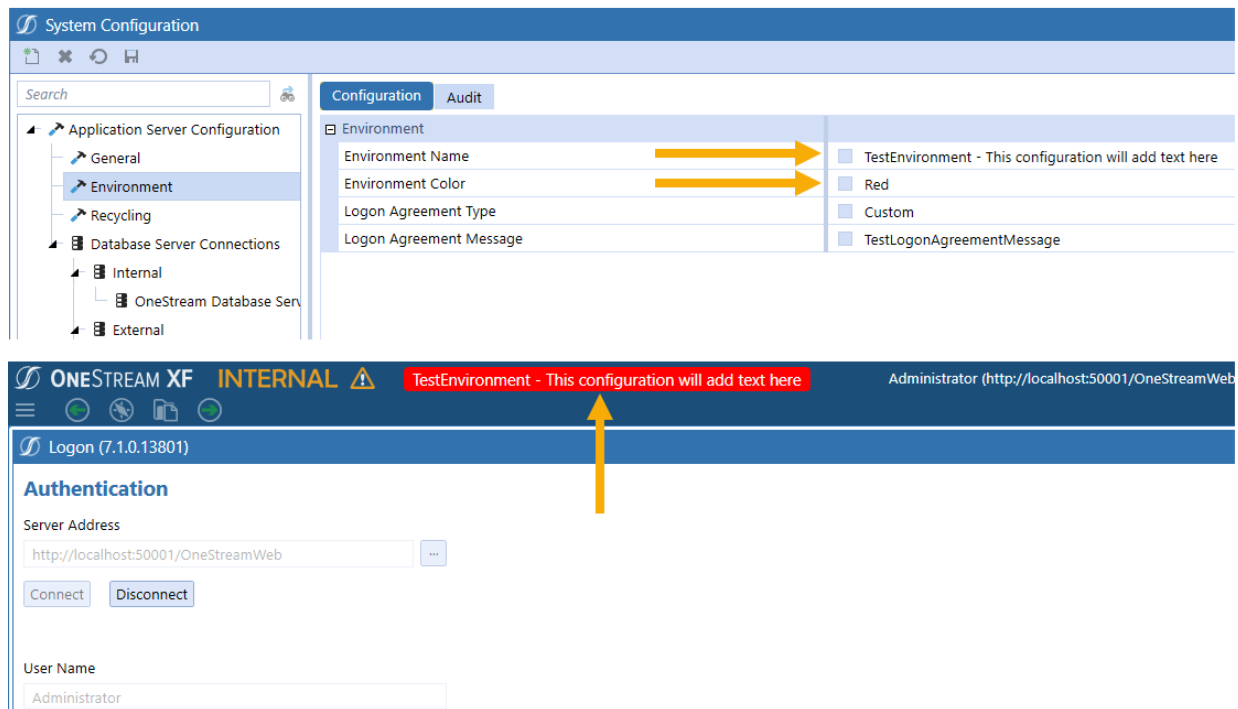 System Configuration
Search
Configuration Audit
Application Server Configuration
General
Environment
Recycling
Database Server Connections
Internal
OneStream Database Serv
External
Environment
Environment Name TestEnvironment - This configuration will add text here
Environment Color Red
Logon Agreement Type Custom
Logon Agreement Message TestLogonAgreementMessage
ONESTREAM XF INTERNAL TestEnvironment - This configuration will add text here Administrator (http://localhost:50001/OneStreamWeb
Logon (7.1.0.13801)
Authentication
Server Address
http://localhost:50001/OneStreamWeb ...
Connect Disconnect
User Name
Administrator